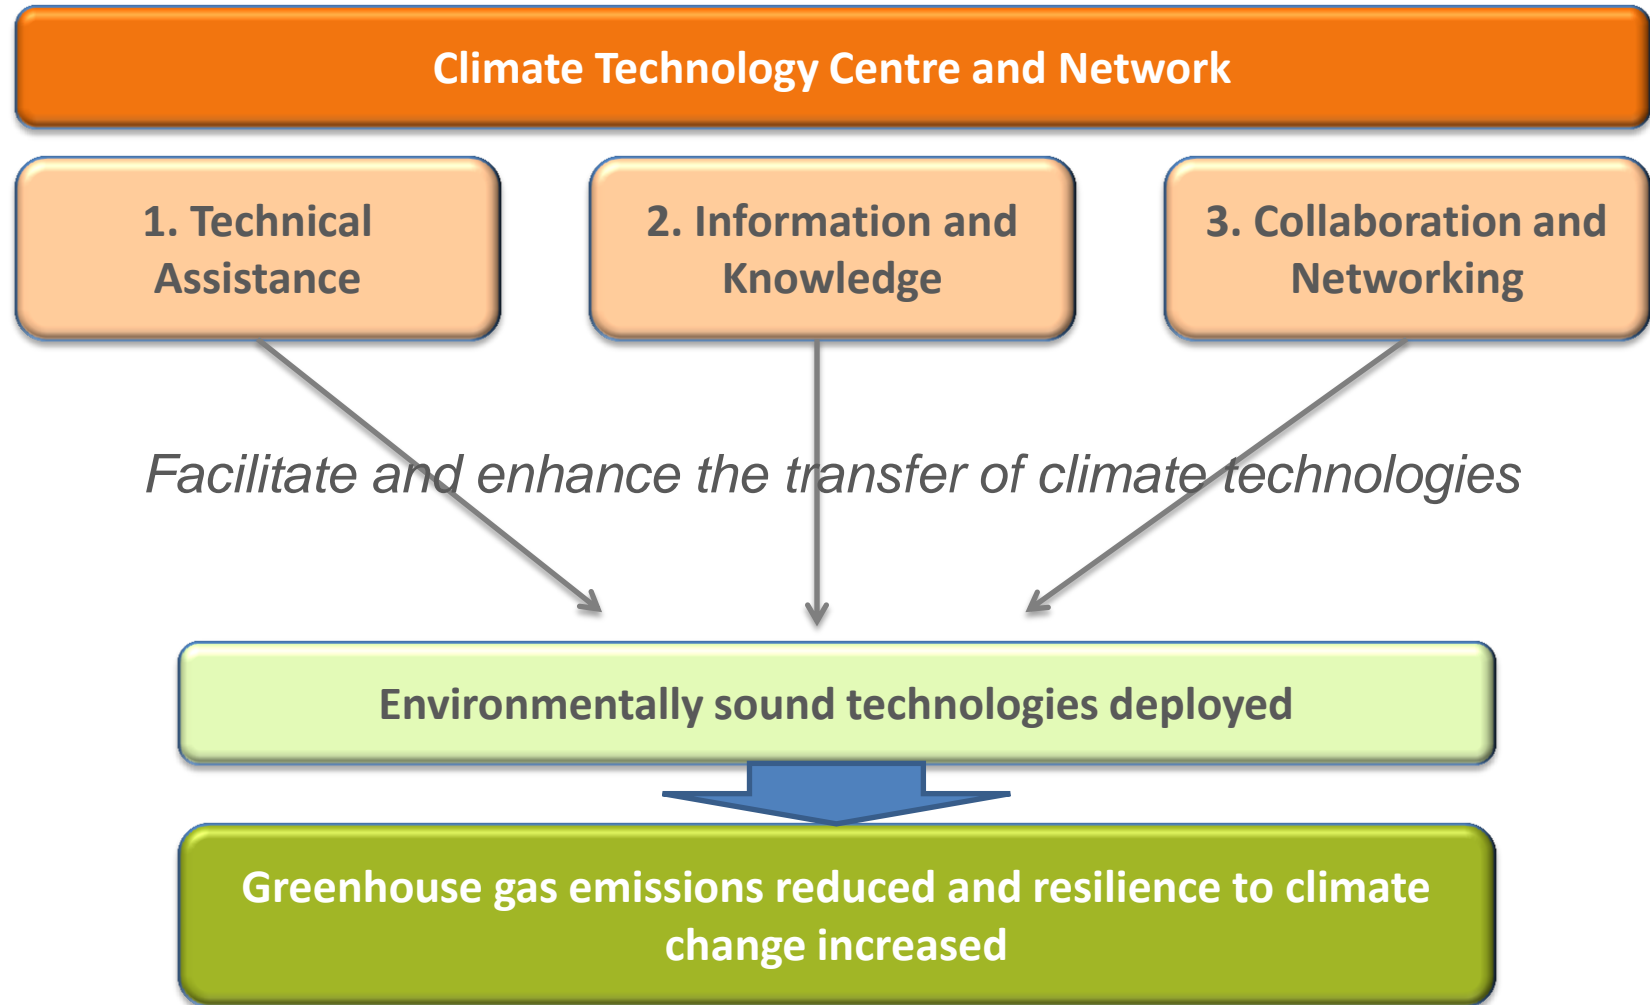 Climate Technology Centre and Network
1. Technical
Assistance
2. Information and
Knowledge
3. Collaboration and
Networking
Facilitate and enhance the transfer of climate technologies
Environmentally sound technologies deployed
Greenhouse gas emissions reduced and resilience to climate
change increased